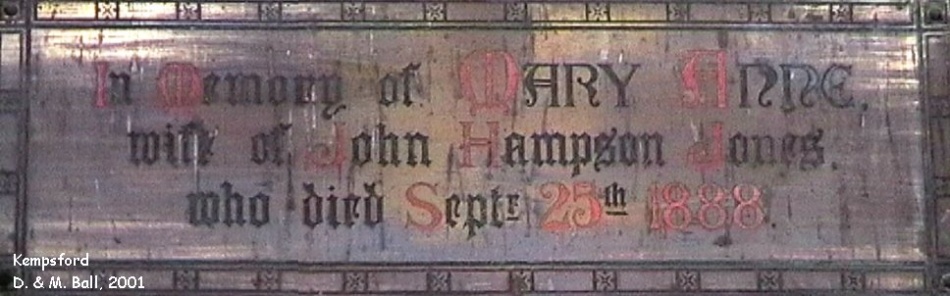 In Memory of MARY ANNE,
wife of John Hampson Jones,
who died Septr 25th 1888.
Kempsford
D. & M. Ball, 2001